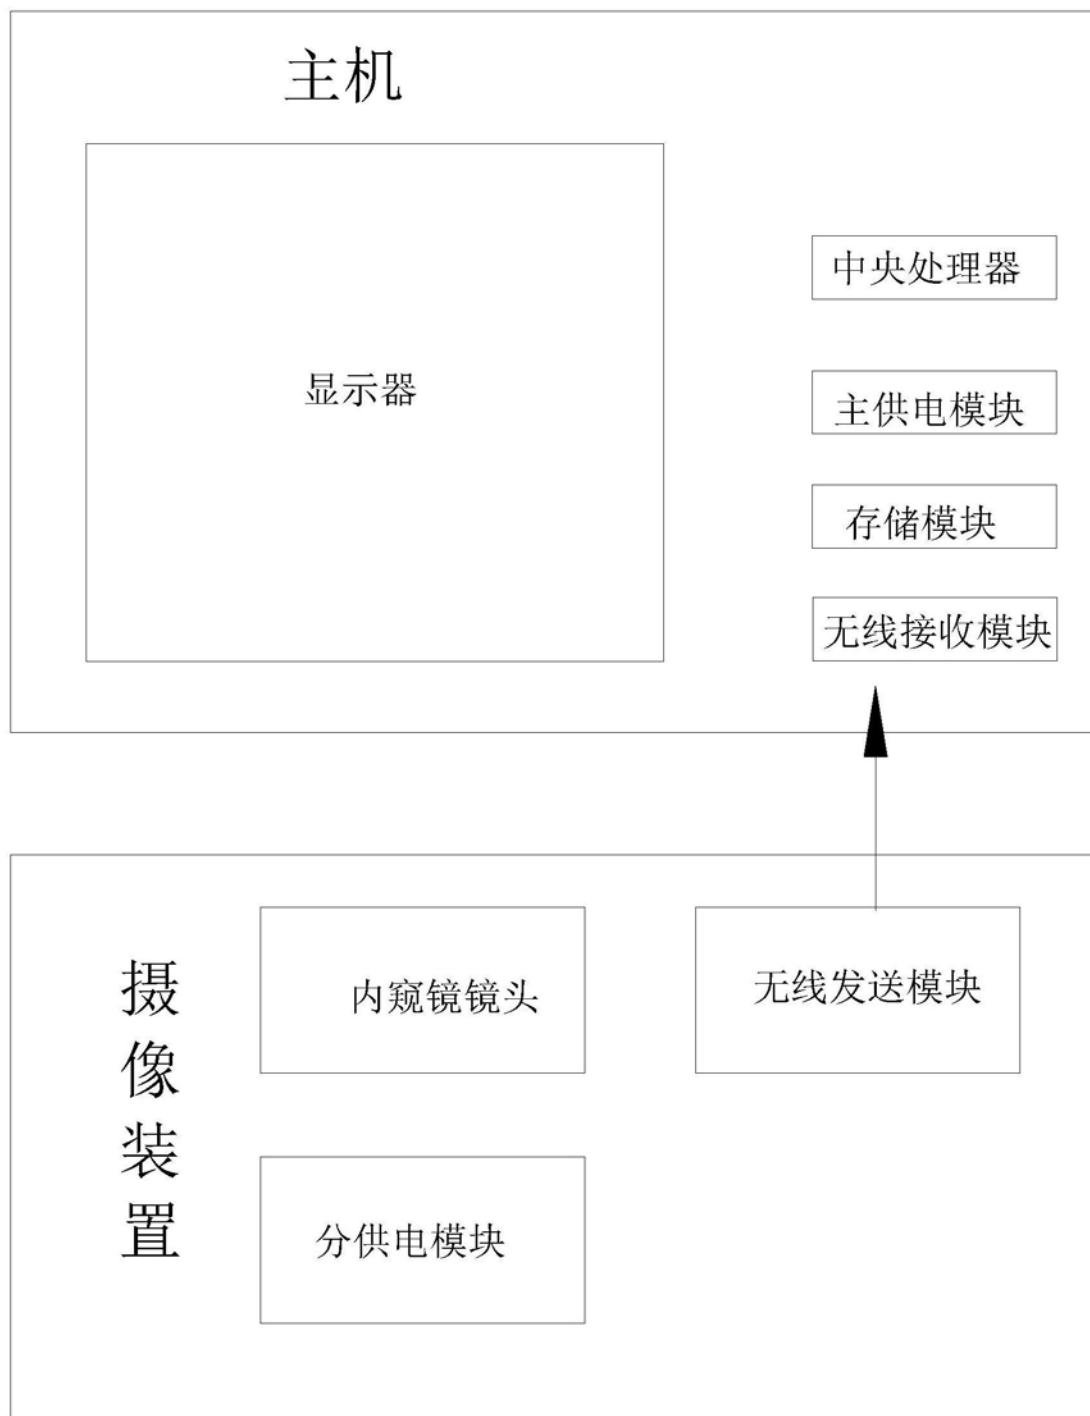 主机
显示器
中央处理器
主供电模块
存储模块
无线接收模块
摄像装置
内窥镜镜头
无线发送模块
分供电模块